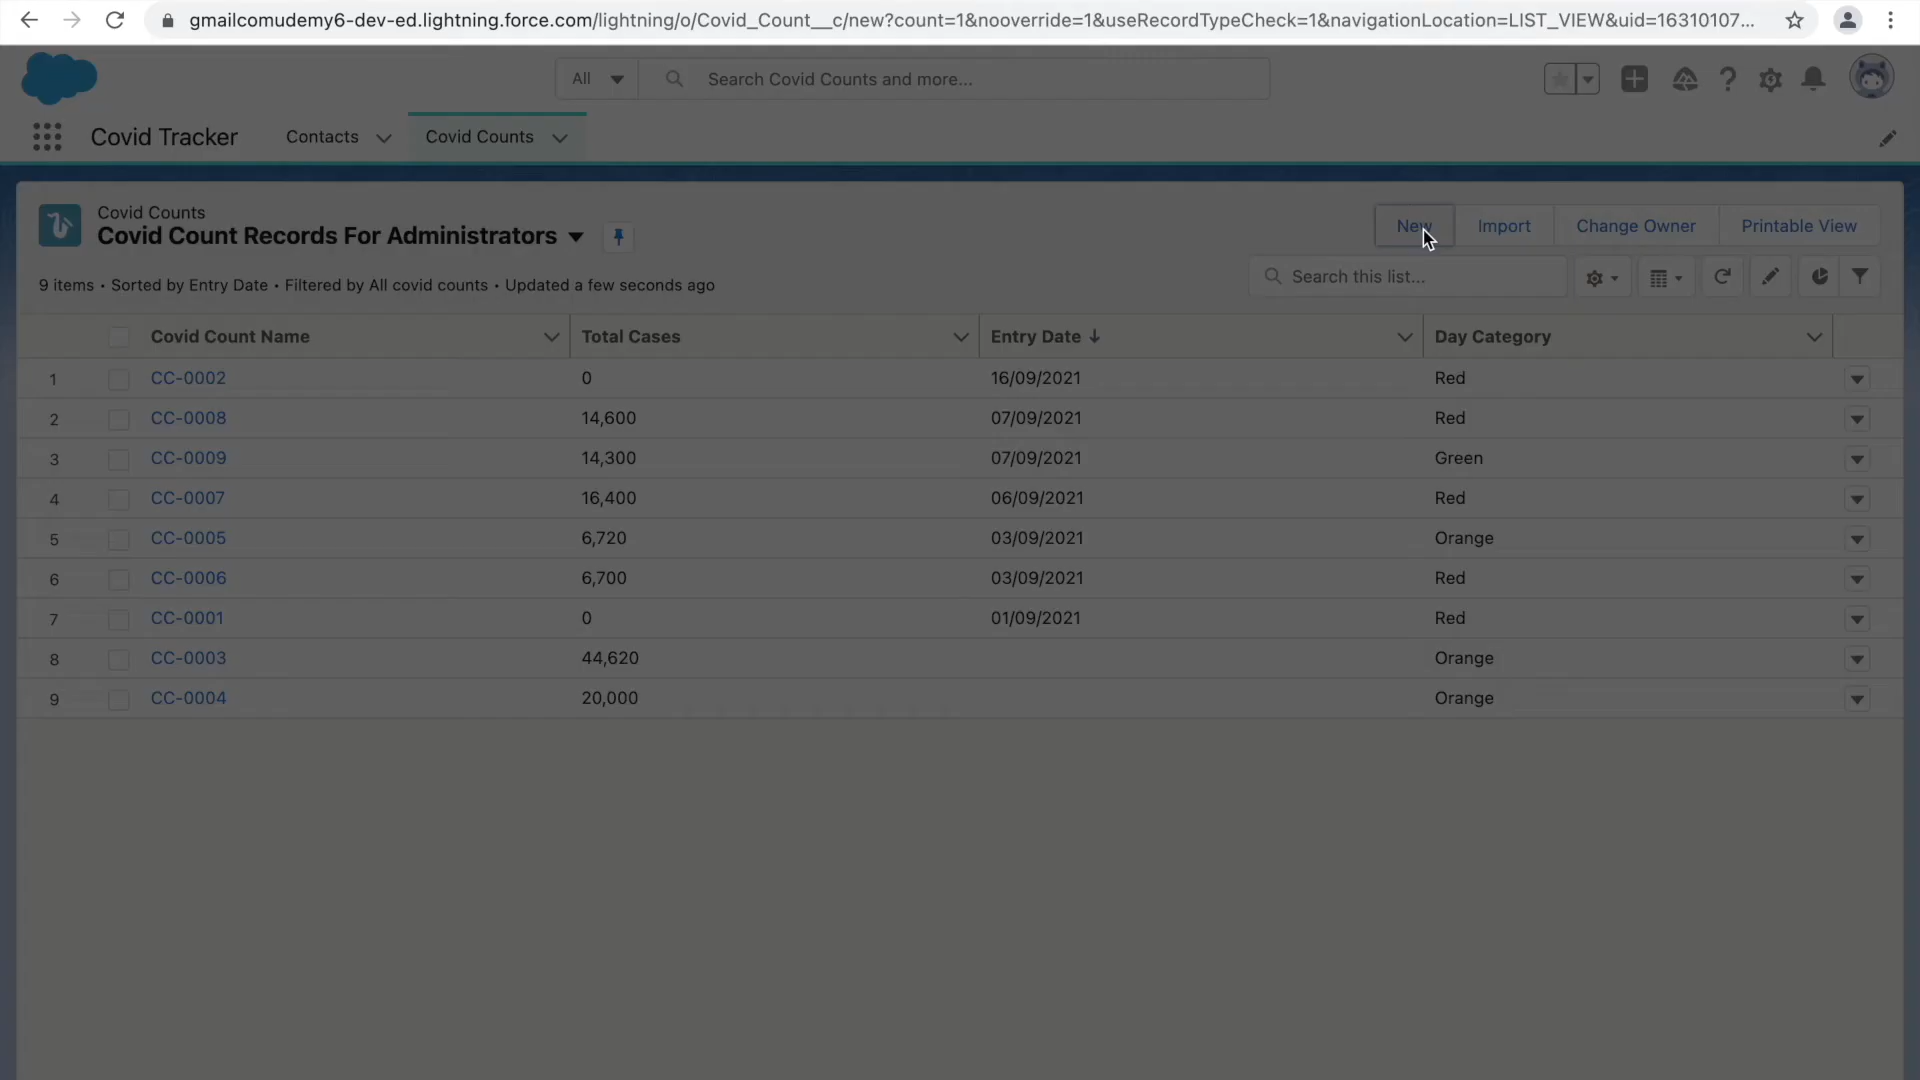 gmailcomudemy6-dev-ed.lightning.force.com/lightning/o/Covid_Count__c/new?count=1&nooverride=1&useRecordTypeCheck=1&navigationLocation=LIST_VIEW&uid=16310107...
All
Search Covid Counts and more...
Covid Tracker
Contacts
Covid Counts
Covid Counts
Covid Count Records For Administrators
New
Import
Change Owner
Printable View
9 items • Sorted by Entry Date • Filtered by All covid counts • Updated a few seconds ago
Search this list...
Covid Count Name Total Cases Entry Date ↓ Day Category
1 CC-0002 0 16/09/2021 Red
2 CC-0008 14,600 07/09/2021 Red
3 CC-0009 14,300 07/09/2021 Green
4 CC-0007 16,400 06/09/2021 Red
5 CC-0005 6,720 03/09/2021 Orange
6 CC-0006 6,700 03/09/2021 Red
7 CC-0001 0 01/09/2021 Red
8 CC-0003 44,620 Orange
9 CC-0004 20,000 Orange